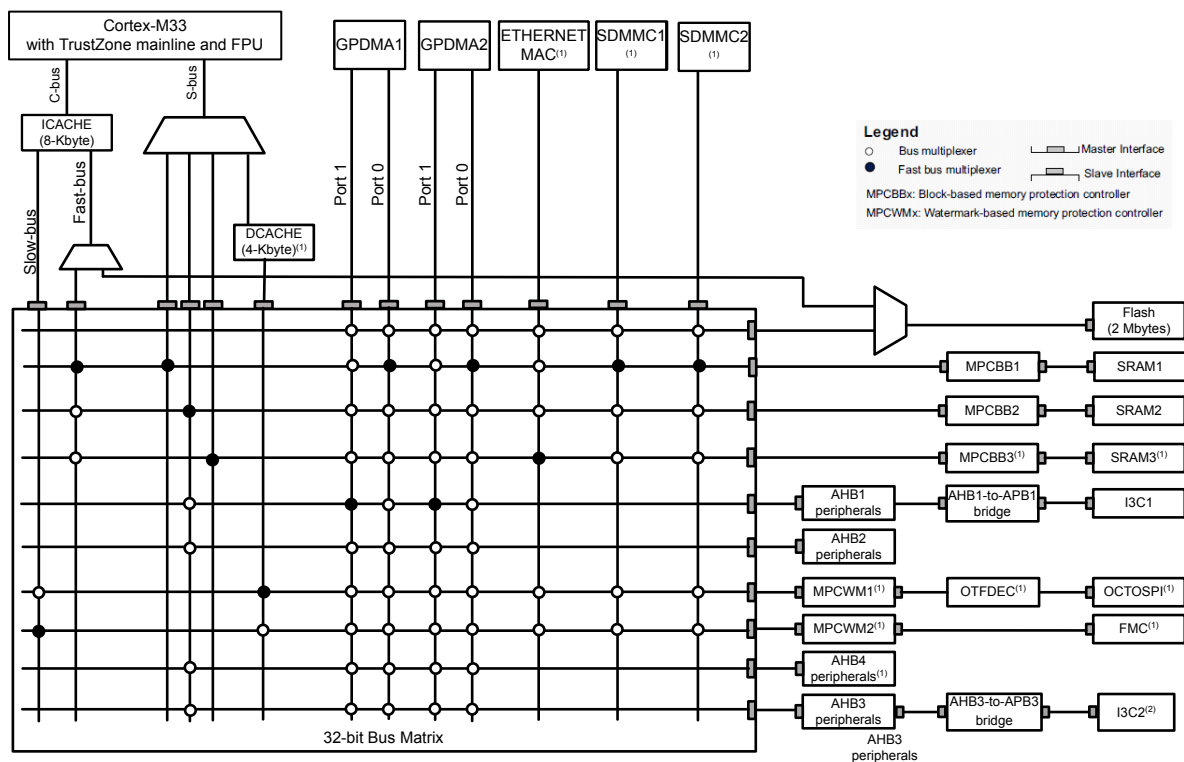 Cortex-M33
with TrustZone mainline and FPU
GPDMA1
GPDMA2
ETHERNET
MAC(1)
SDMMC1
(1)
SDMMC2
(1)
C-bus
S-bus
ICACHE
(8-Kbyte)
Slow-bus
Fast-bus
DCACHE
(4-Kbyte)(1)
Port 1
Port 0
Port 1
Port 0
Legend
Bus multiplexer
Fast bus multiplexer
Master Interface
Slave Interface
MPCBBx: Block-based memory protection controller
MPCWMx: Watermark-based memory protection controller
Flash
(2 Mbytes)
MPCBB1
SRAM1
MPCBB2
SRAM2
MPCBB3(1)
SRAM3(1)
AHB1
peripherals
AHB1-to-APB1
bridge
I3C1
AHB2
peripherals
MPCWM1(1)
OTFDEC(1)
OCTOSPI(1)
MPCWM2(1)
FMC(1)
AHB4
peripherals(1)
AHB3
peripherals
AHB3-to-APB3
bridge
I3C2(2)
AHB3
peripherals
32-bit Bus Matrix